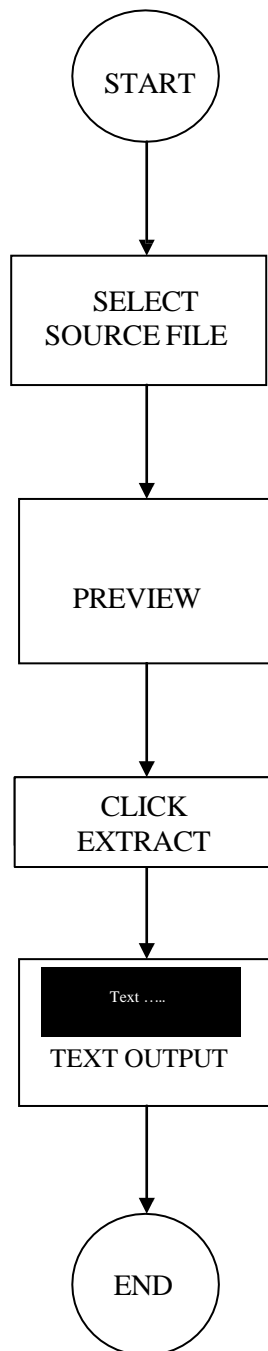 START
SELECT
SOURCE FILE
PREVIEW
CLICK
EXTRACT
Text …..
TEXT OUTPUT
END